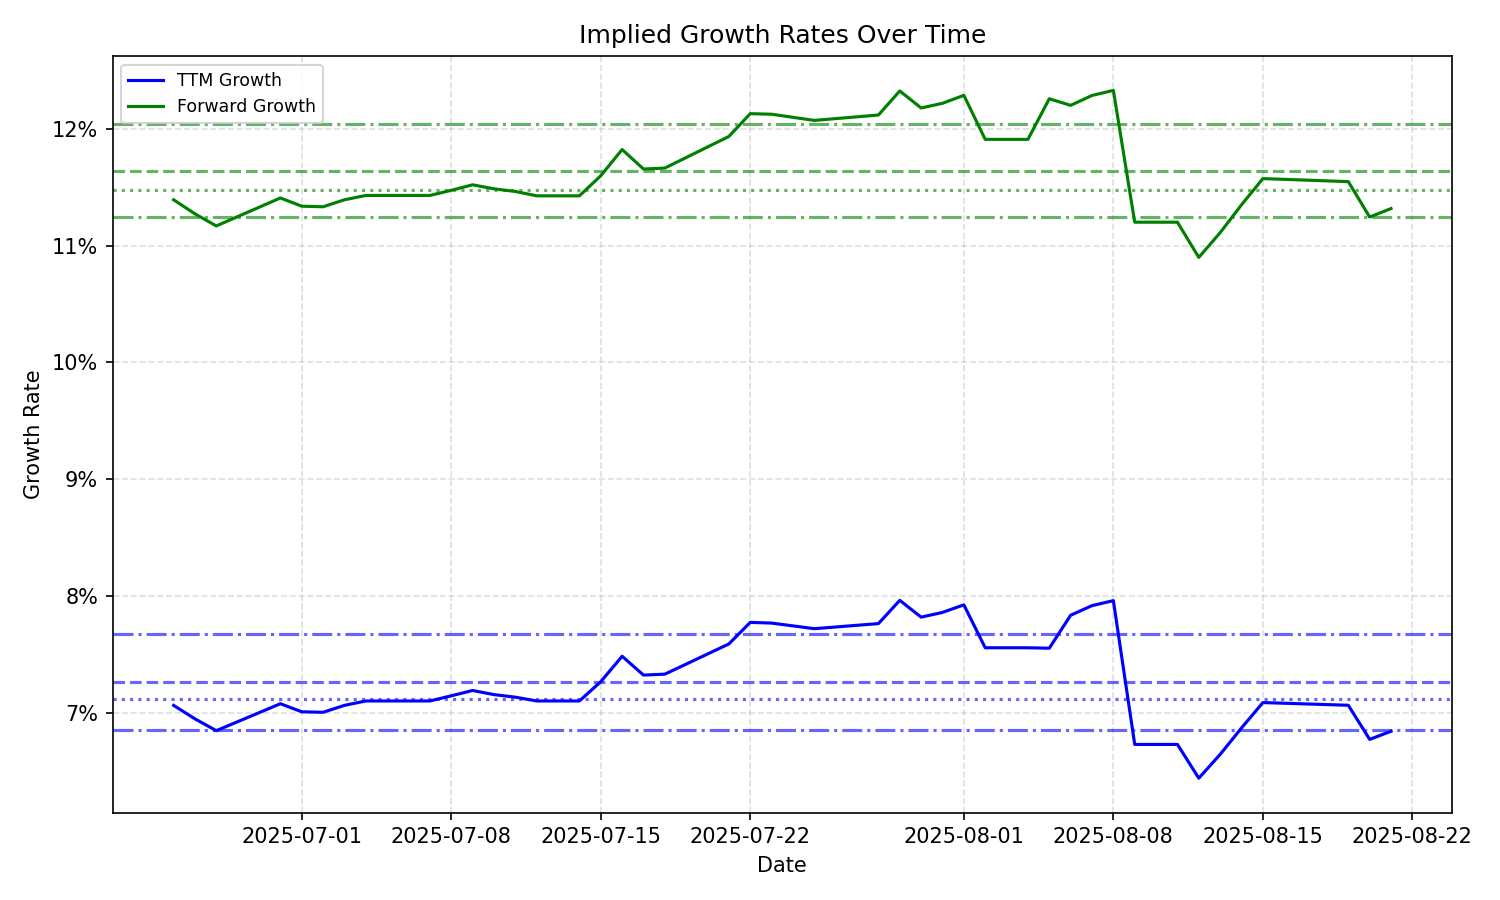 Implied Growth Rates Over Time
TTM Growth
Forward Growth
12%
11%
10%
9%
8%
7%
Growth Rate
2025-07-01
2025-07-08
2025-07-15
2025-07-22
2025-08-01
2025-08-08
2025-08-15
2025-08-22
Date